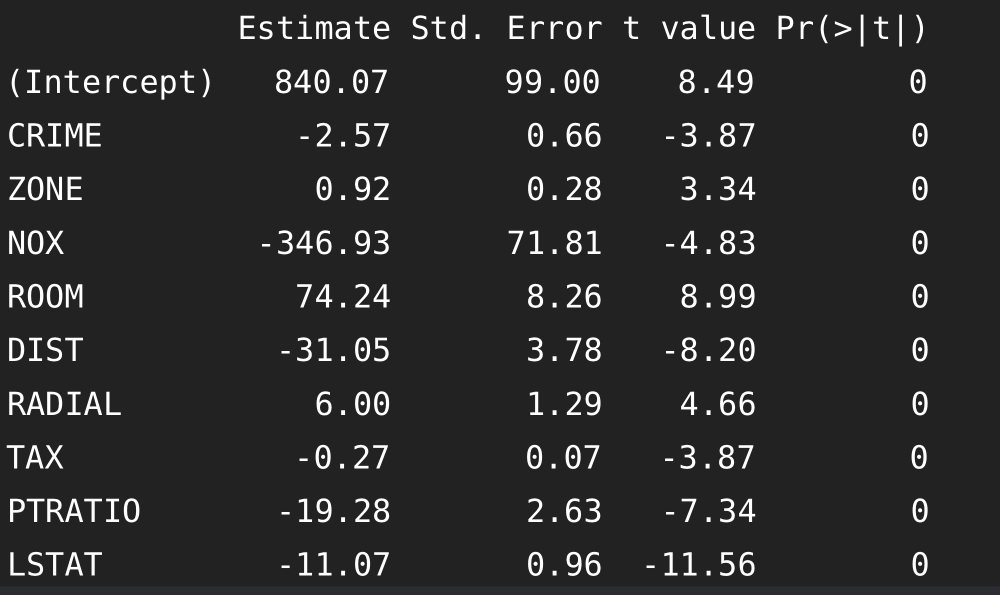 Estimate Std. Error t value Pr(>|t|)
(Intercept) 840.07 99.00 8.49 0
CRIME -2.57 0.66 -3.87 0
ZONE 0.92 0.28 3.34 0
NOX -346.93 71.81 -4.83 0
ROOM 74.24 8.26 8.99 0
DIST -31.05 3.78 -8.20 0
RADIAL 6.00 1.29 4.66 0
TAX -0.27 0.07 -3.87 0
PTRATIO -19.28 2.63 -7.34 0
LSTAT -11.07 0.96 -11.56 0